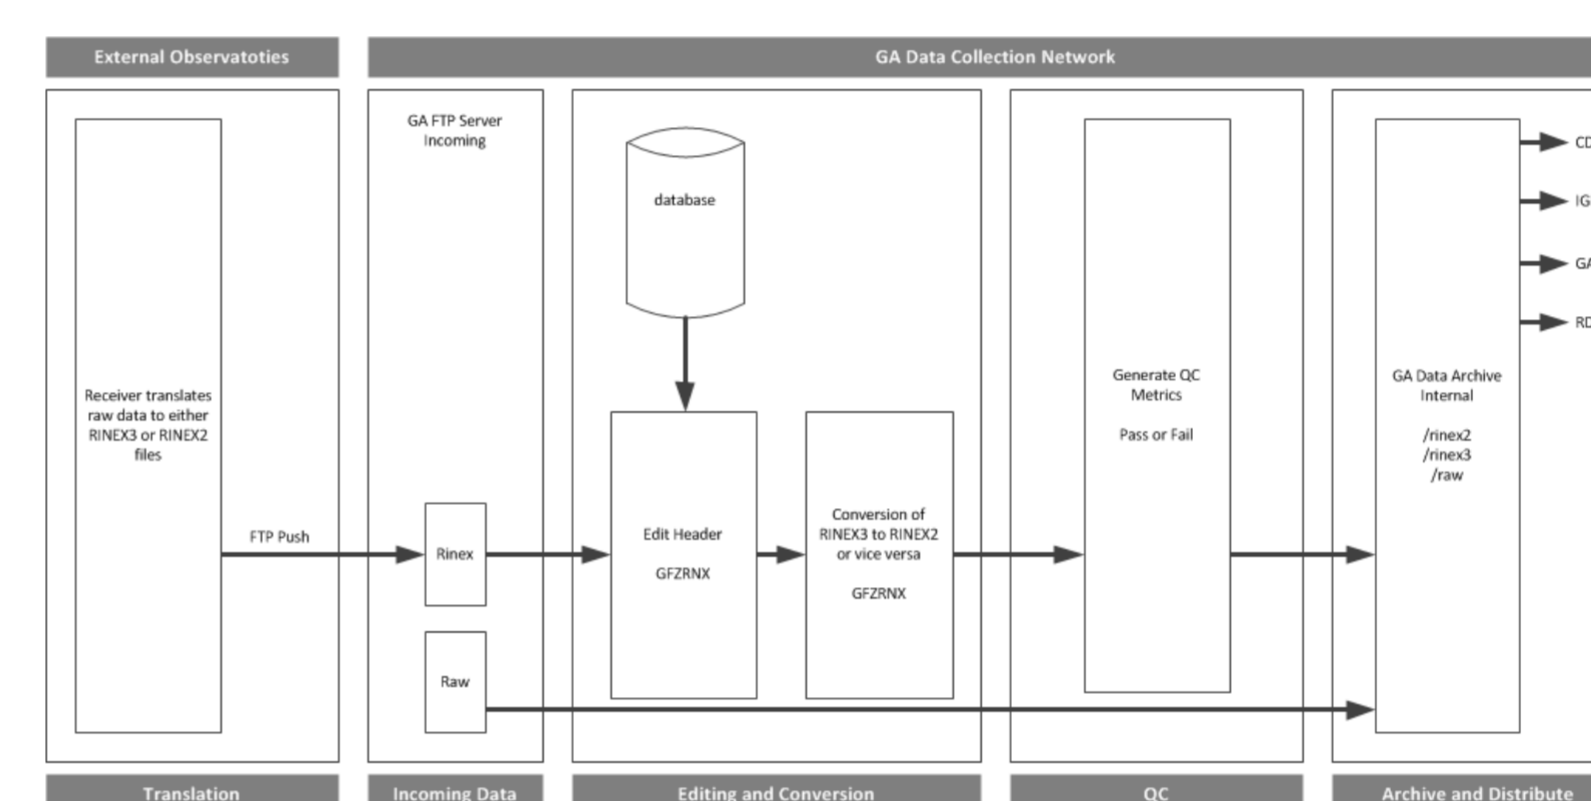 External Observatoties
GA Data Collection Network
GA FTP Server
Incoming
database
Receiver translates
raw data to either
RINEX3 or RINEX2
files
FTP Push
Rinex
Raw
Edit Header
GFZRNX
Conversion of
RINEX3 to RINEX2
or vice versa
GFZRNX
Generate QC
Metrics
Pass or Fail
GA Data Archive
Internal
/rinex2
/rinex3
/raw
Translation
Incoming Data
Editing and Conversion
QC
Archive and Distribute